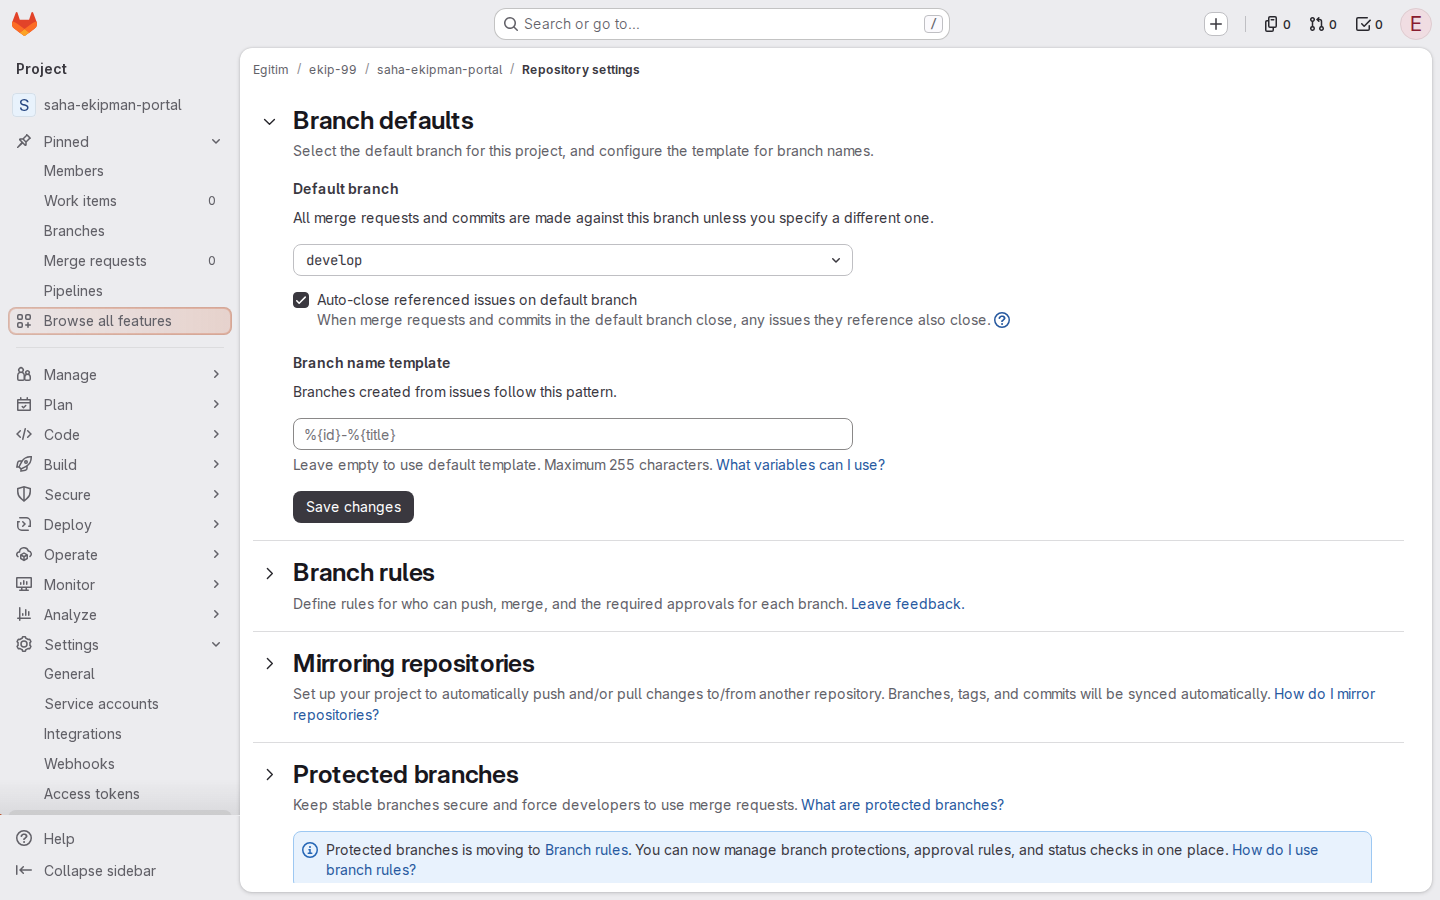 Search or go to...
/
0
0
0
E
Project
S
saha-ekipman-portal
Pinned
Members
Work items 0
Branches
Merge requests 0
Pipelines
Browse all features
Manage
Plan
Code
Build
Secure
Deploy
Operate
Monitor
Analyze
Settings
General
Service accounts
Integrations
Webhooks
Access tokens
Help
Collapse sidebar
Egitim / ekip-99 / saha-ekipman-portal / Repository settings
Branch defaults
Select the default branch for this project, and configure the template for branch names.
Default branch
All merge requests and commits are made against this branch unless you specify a different one.
develop
Auto-close referenced issues on default branch
When merge requests and commits in the default branch close, any issues they reference also close.
Branch name template
Branches created from issues follow this pattern.
%{id}-%{title}
Leave empty to use default template. Maximum 255 characters. What variables can I use?
Save changes
Branch rules
Define rules for who can push, merge, and the required approvals for each branch. Leave feedback.
Mirroring repositories
Set up your project to automatically push and/or pull changes to/from another repository. Branches, tags, and commits will be synced automatically. How do I mirror
repositories?
Protected branches
Keep stable branches secure and force developers to use merge requests. What are protected branches?
Protected branches is moving to Branch rules. You can now manage branch protections, approval rules, and status checks in one place. How do I use
branch rules?